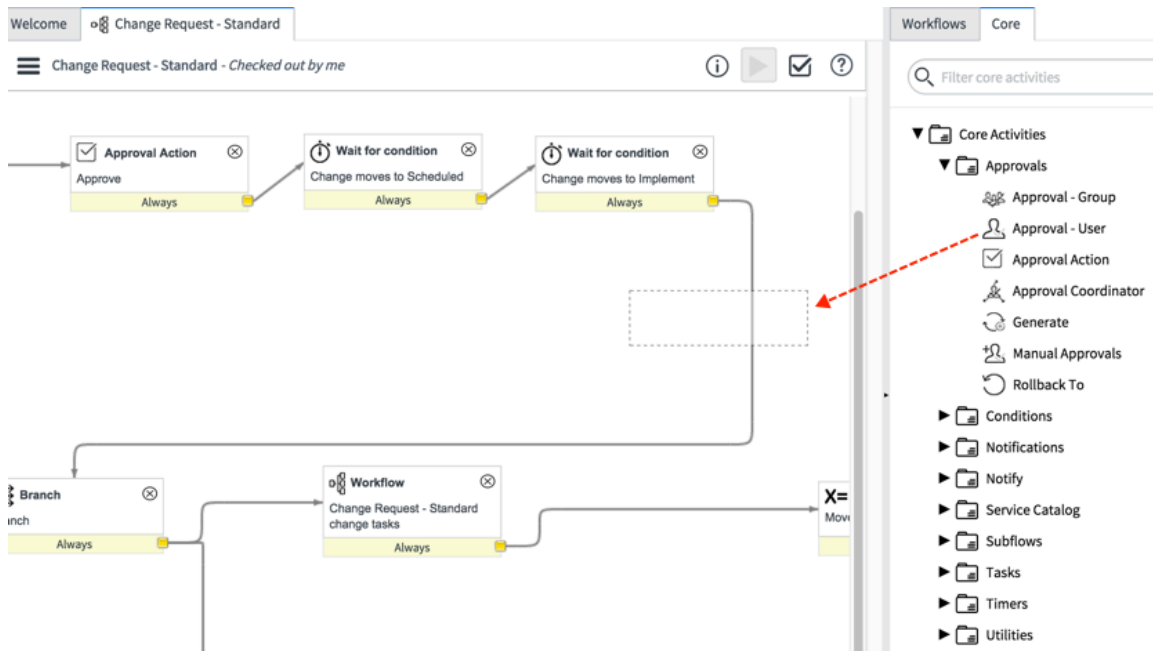 Welcome
Change Request - Standard
Workflows
Core
Change Request - Standard - Checked out by me
Filter core activities
Approval Action
Approve
Always
Wait for condition
Change moves to Scheduled
Always
Wait for condition
Change moves to Implement
Always
Core Activities
Approvals
Approval - Group
Approval - User
Approval Action
Approval Coordinator
Generate
Manual Approvals
Rollback To
Conditions
Notifications
Notify
Service Catalog
Subflows
Tasks
Timers
Utilities
Branch
nch
Always
Workflow
Change Request - Standard
change tasks
Always
X=
Move